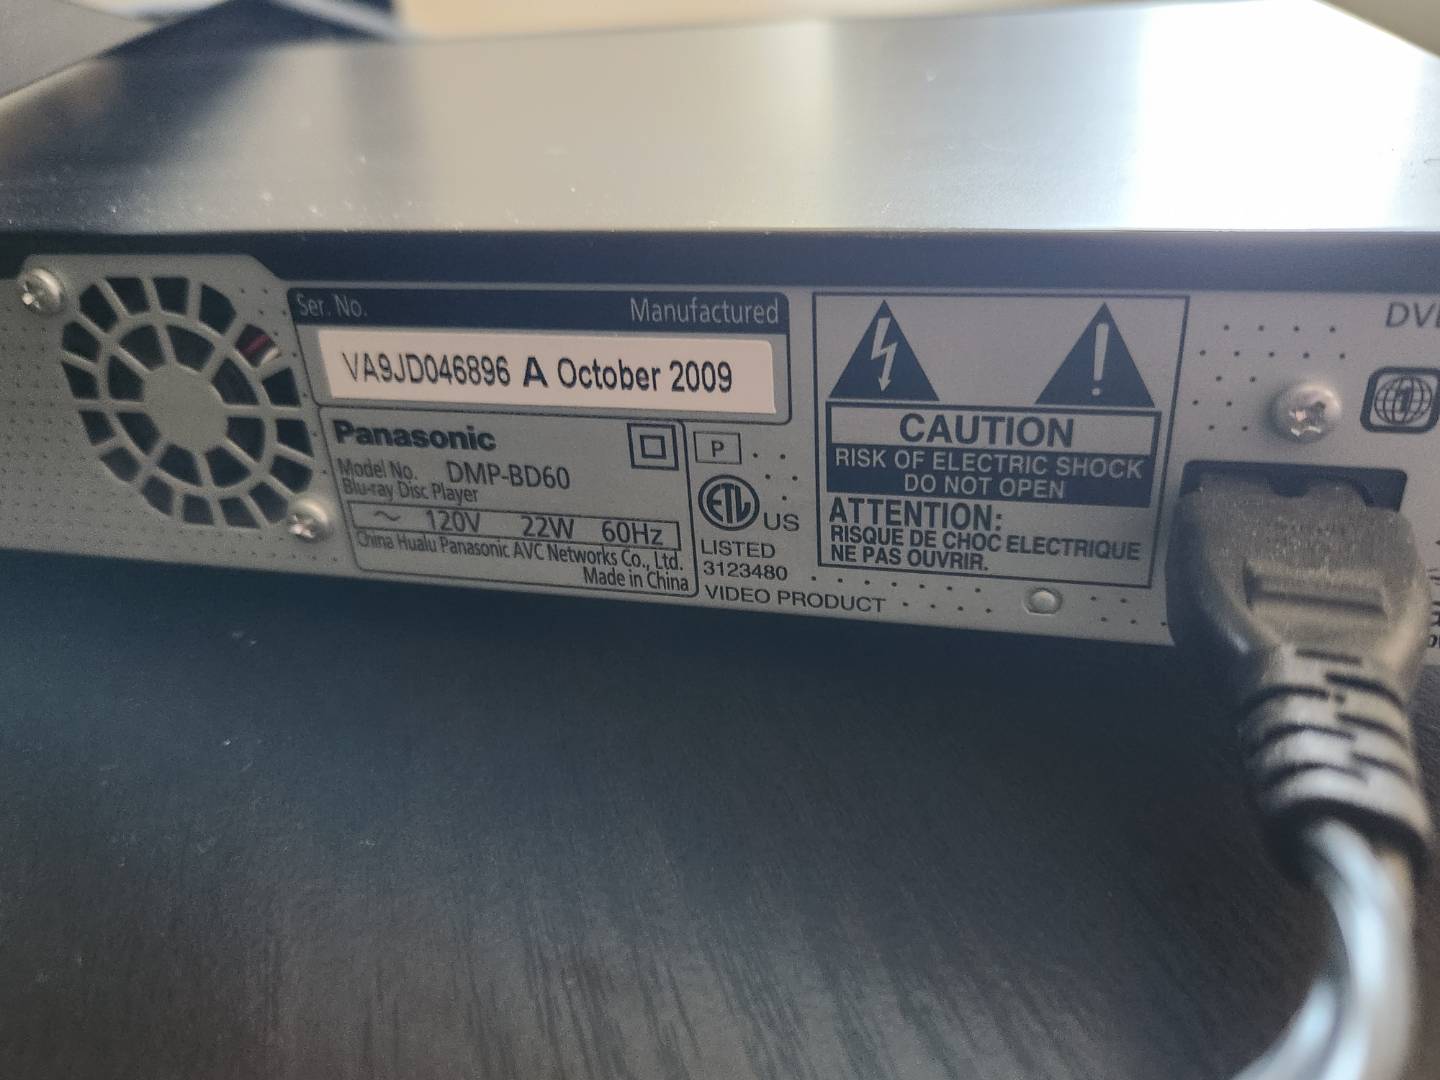 Ser. No. Manufactured
VA9JD046896 A October 2009
Panasonic
Model No. DMP-BD60
Blu-ray Disc Player
~ 120V 22W 60Hz
China Hualu Panasonic AVC Networks Co., Ltd.
Made in China
P
ETL
US
LISTED
3123480
VIDEO PRODUCT
CAUTION
RISK OF ELECTRIC SHOCK
DO NOT OPEN
ATTENTION:
RISQUE DE CHOC ELECTRIQUE
NE PAS OUVRIR.
1